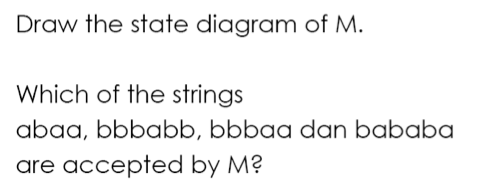 Draw the state diagram of M.
Which of the strings
abaa, bbbabb, bbbaa dan bababa
are accepted by M?